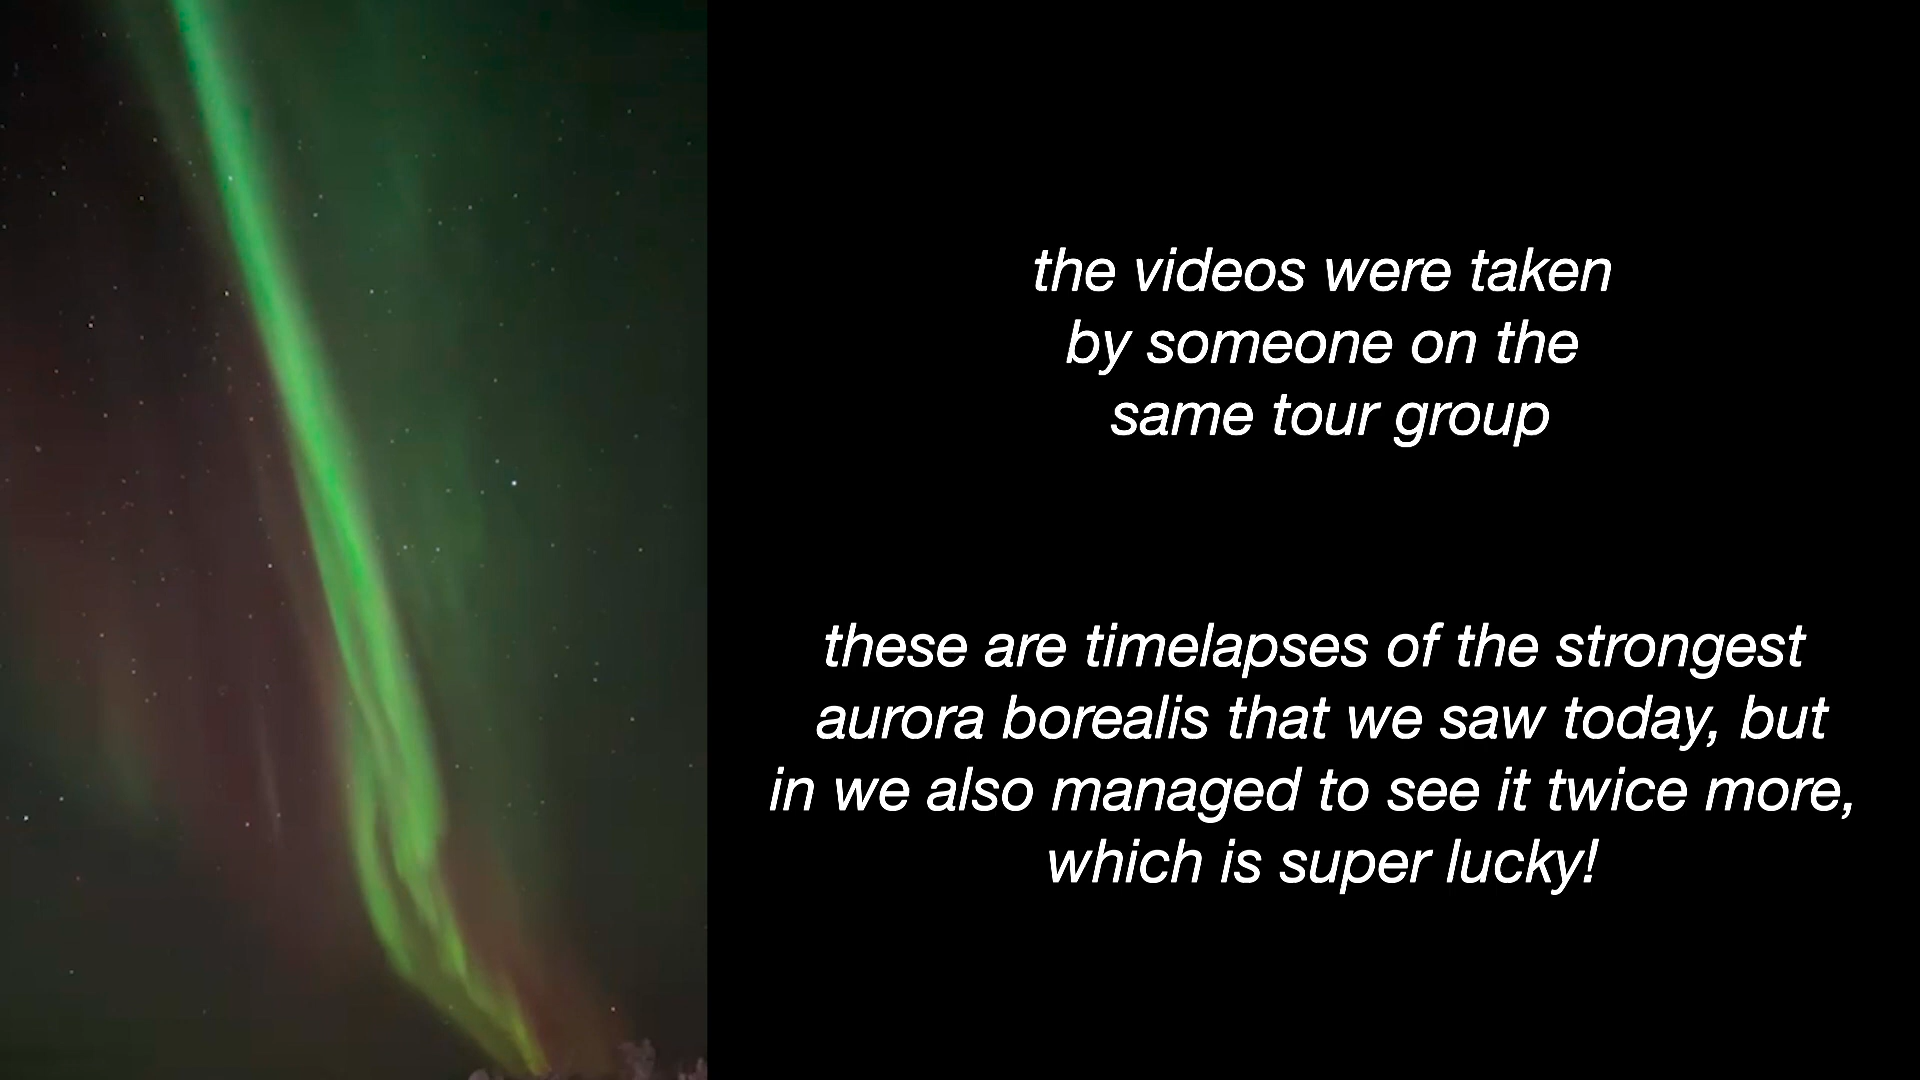 the videos were taken
by someone on the
same tour group
these are timelapses of the strongest
aurora borealis that we saw today, but
in we also managed to see it twice more,
which is super lucky!